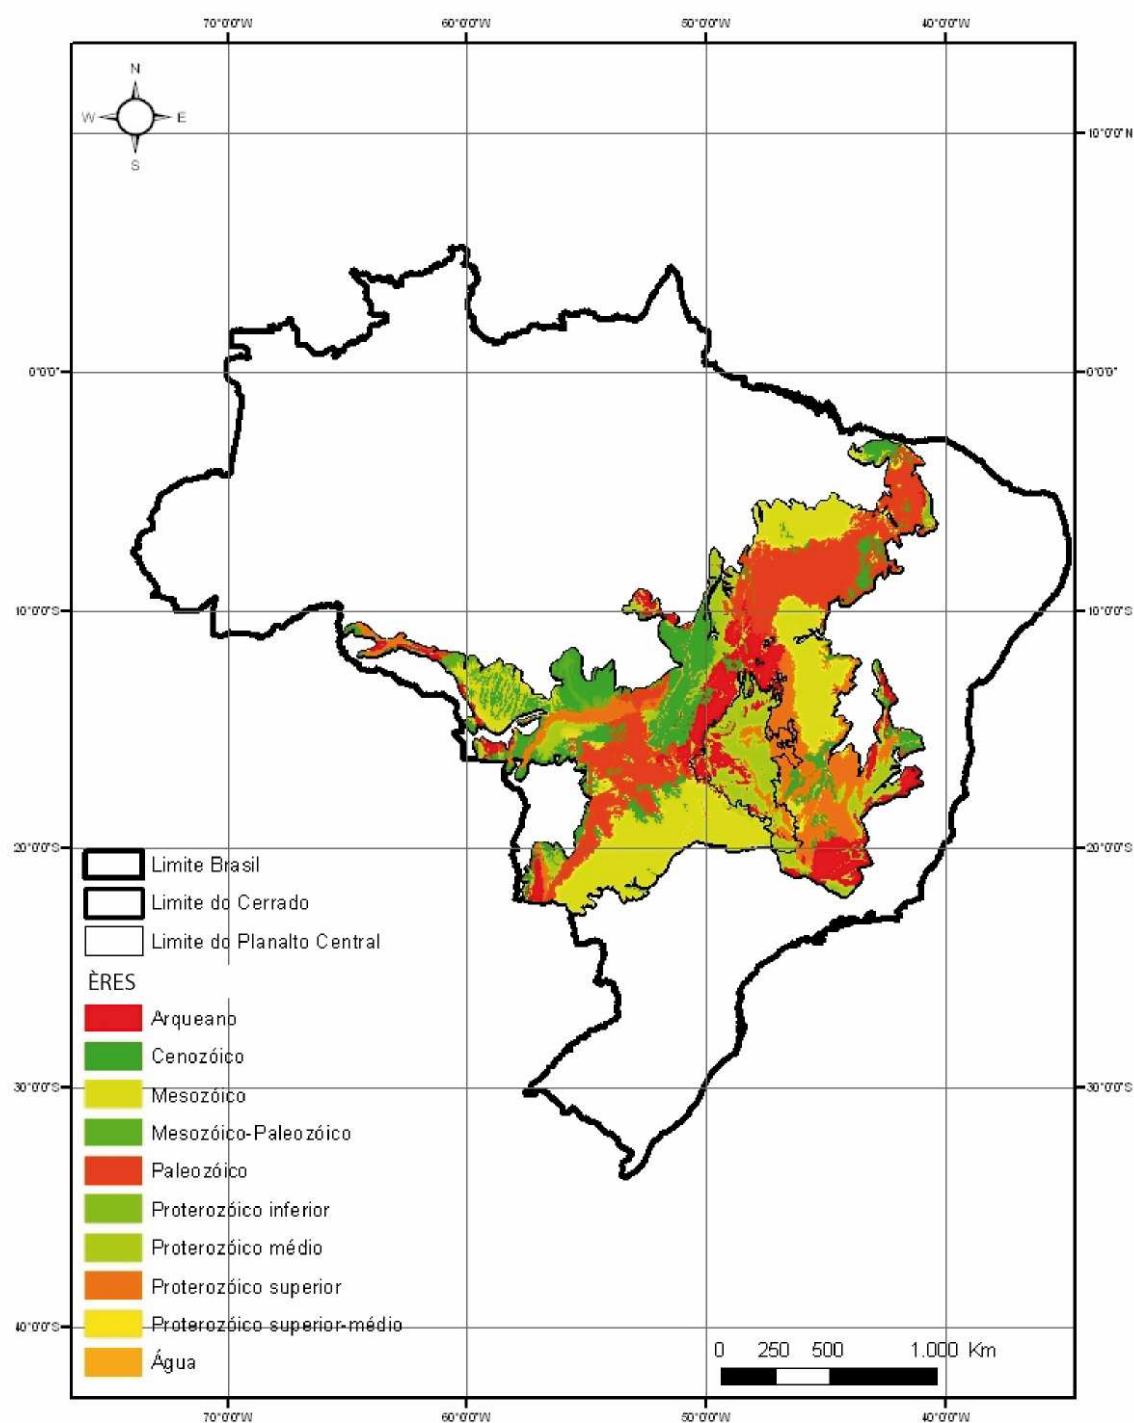 70°0'0"W 60°0'0"W 50°0'0"W 40°0'0"W
N
W E
S
10°0'0"N
0°0'0" 0°0'0"
10°0'0"S 10°0'0"S
20°0'0"S 20°0'0"S
Limite Brasil
Limite do Cerrado
Limite do Planalto Central
ÈRES
Arqueano
Cenozóico
Mesozóico
30°0'0"S 30°0'0"S
Mesozóico-Paleozóico
Paleozóico
Proterozóico inferior
Proterozóico médio
Proterozóico superior
Proterozóico superior-médio
40°0'0"S
Água
0 250 500 1.000 Km
70°0'0"W 60°0'0"W 50°0'0"W 40°0'0"W